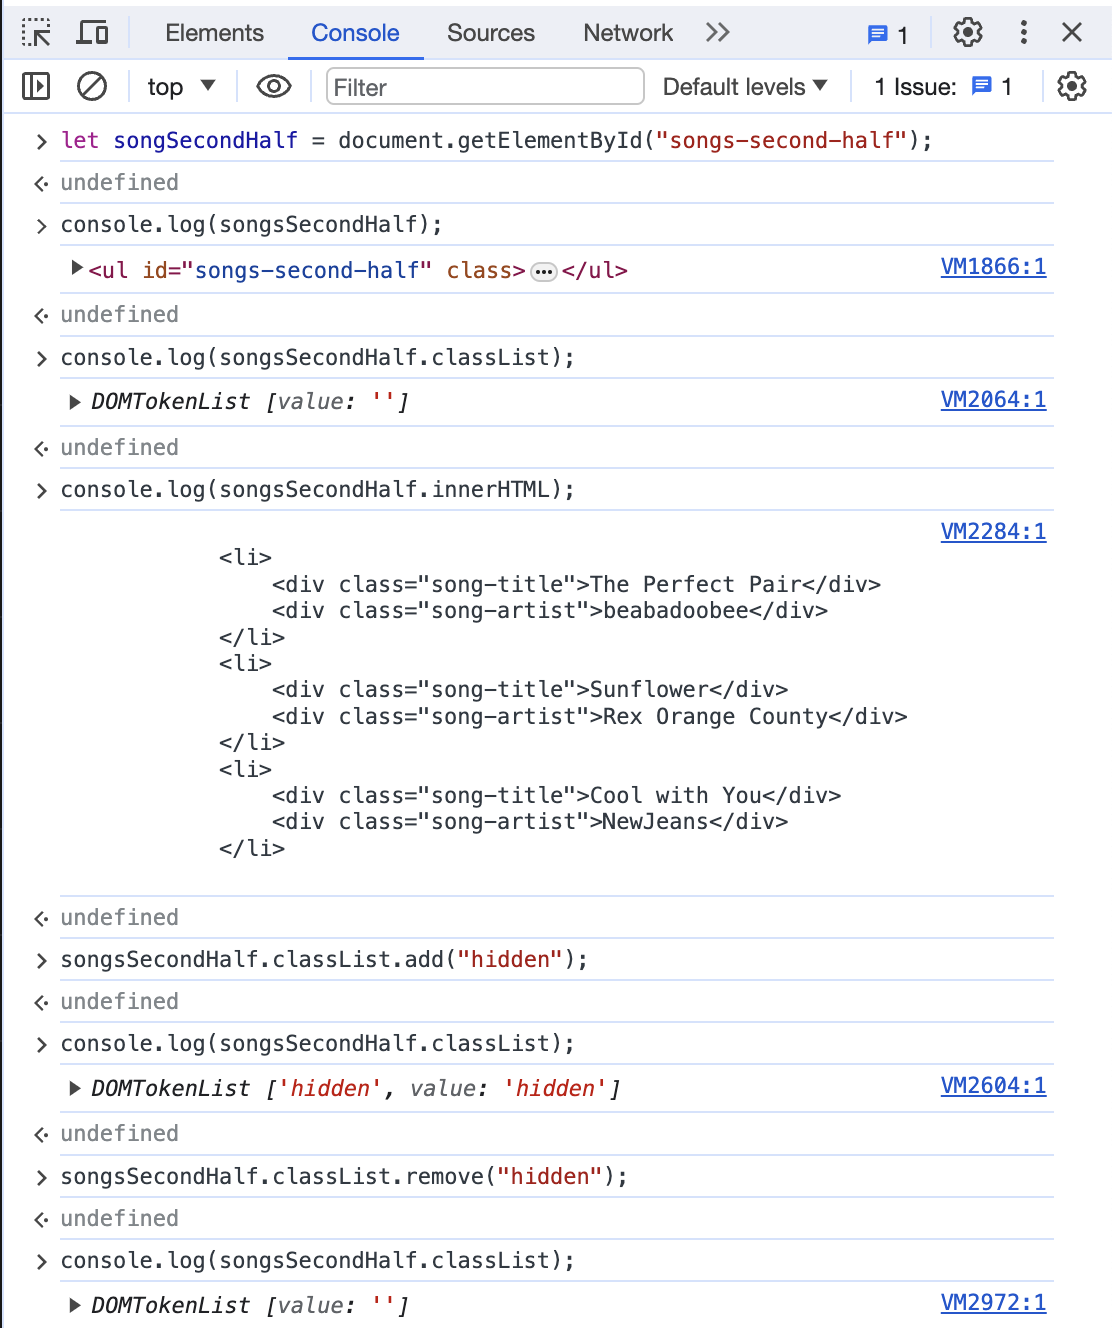 Elements Console Sources Network 1
top Filter Default levels 1 Issue: 1
let songSecondHalf = document.getElementById("songs-second-half");
undefined
console.log(songsSecondHalf);
<ul id="songs-second-half" class>…</ul> VM1866:1
undefined
console.log(songsSecondHalf.classList);
DOMTokenList [value: ''] VM2064:1
undefined
console.log(songsSecondHalf.innerHTML);
VM2284:1
<li>
<div class="song-title">The Perfect Pair</div>
<div class="song-artist">beabadoobee</div>
</li>
<li>
<div class="song-title">Sunflower</div>
<div class="song-artist">Rex Orange County</div>
</li>
<li>
<div class="song-title">Cool with You</div>
<div class="song-artist">NewJeans</div>
</li>
undefined
songsSecondHalf.classList.add("hidden");
undefined
console.log(songsSecondHalf.classList);
DOMTokenList ['hidden', value: 'hidden'] VM2604:1
undefined
songsSecondHalf.classList.remove("hidden");
undefined
console.log(songsSecondHalf.classList);
DOMTokenList [value: ''] VM2972:1